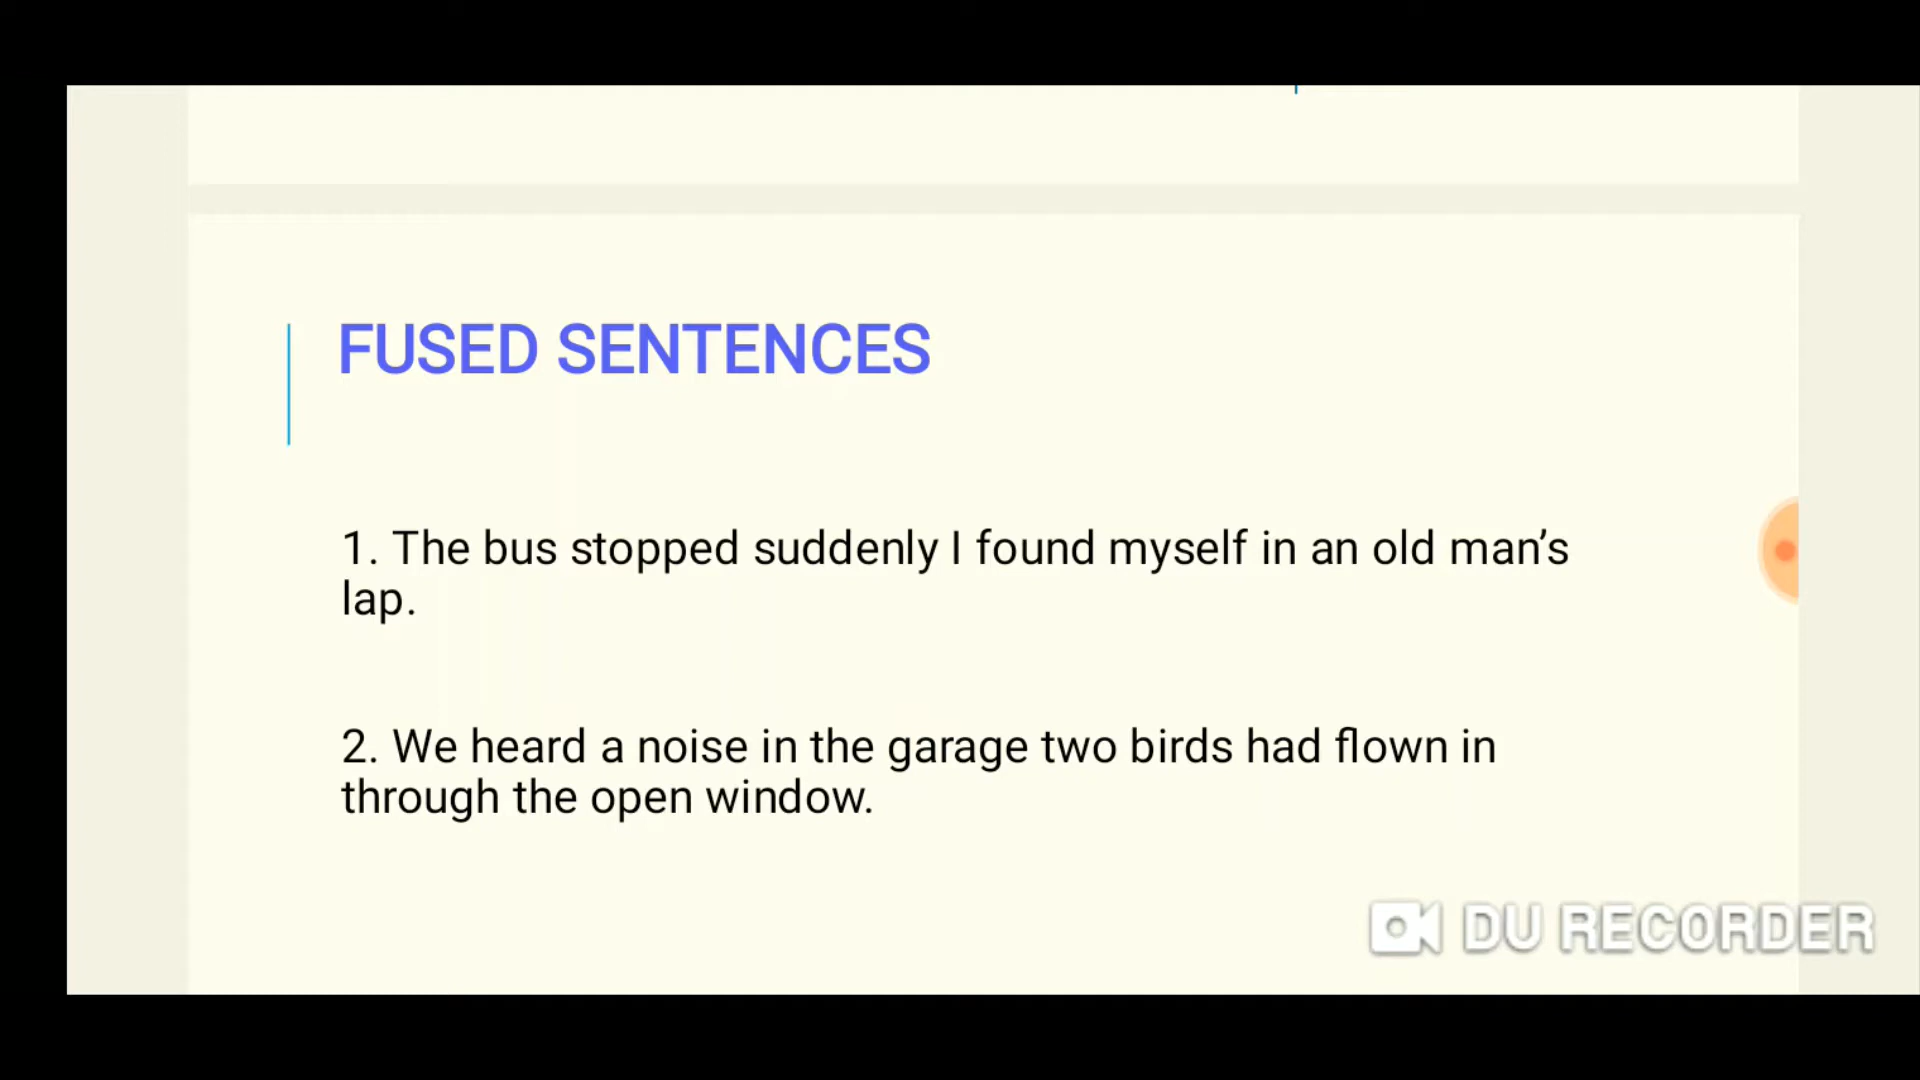 FUSED SENTENCES
1. The bus stopped suddenly I found myself in an old man’s
lap.
2. We heard a noise in the garage two birds had flown in
through the open window.
DU RECORDER